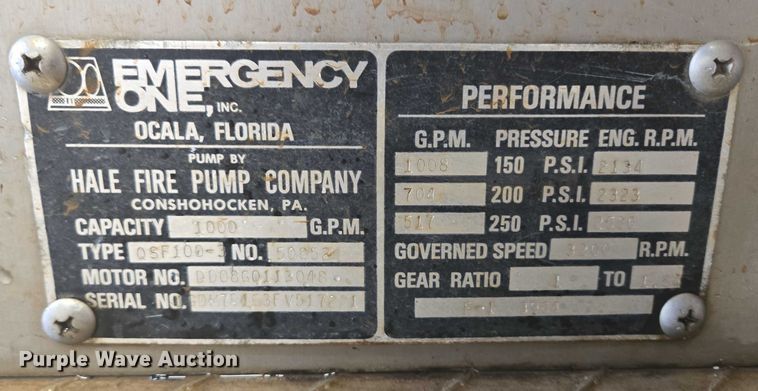 EMERGENCY
ONE, INC.
OCALA, FLORIDA
PUMP BY
HALE FIRE PUMP COMPANY
CONSHOHOCKEN, PA.
CAPACITY 1000 G.P.M.
TYPE QSF100-3 NO.
MOTOR NO.
SERIAL NO.
PERFORMANCE
G.P.M. PRESSURE ENG. R.P.M.
1008 150 P.S.I. 2134
704 200 P.S.I. 2323
517 250 P.S.I.
GOVERNED SPEED R.P.M.
GEAR RATIO 1 TO
Purple Wave Auction